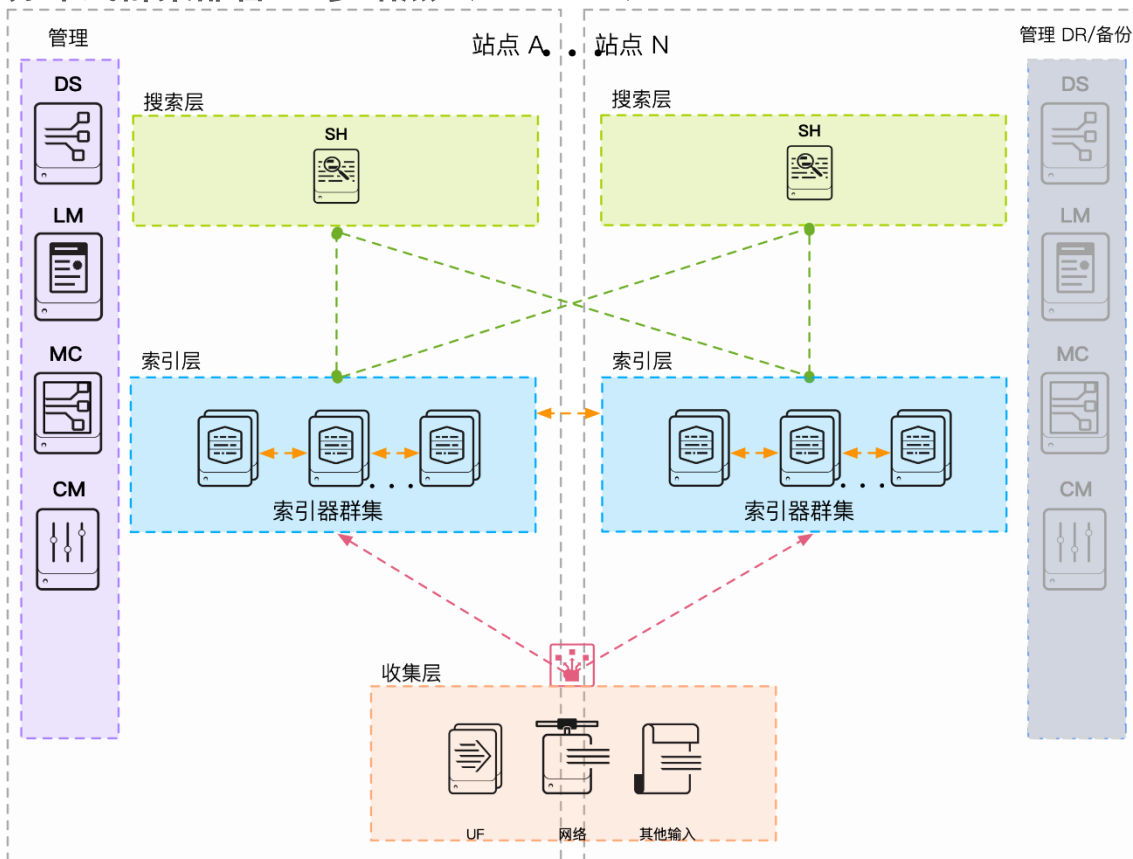 管理
站点 A
站点 N
管理 DR/备份
DS
LM
MC
CM
搜索层
SH
搜索层
SH
DS
LM
MC
CM
索引层
索引器群集
索引层
索引器群集
收集层
UF
网络
其他输入